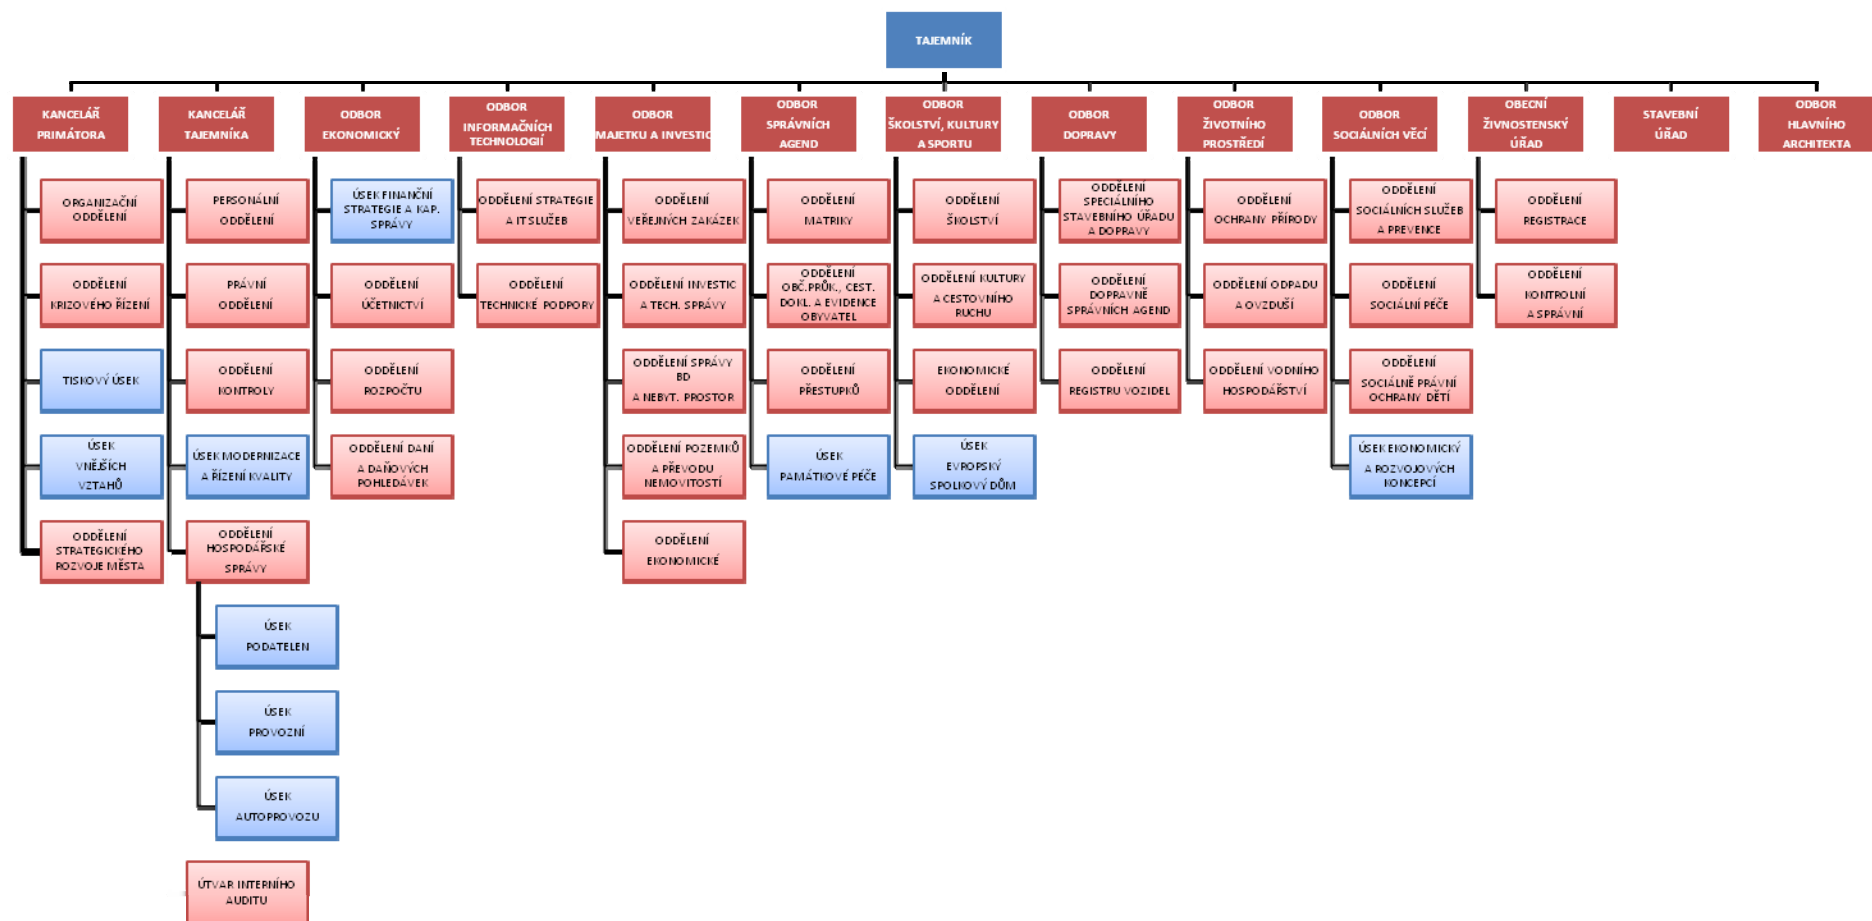 TAJEMNÍK
KANCELÁŘ
PRIMÁTORA
ORGANIZAČNÍ
ODDĚLENÍ
ODDĚLENÍ
KRIZOVÉHO ŘÍZENÍ
TISKOVÝ ÚSEK
ÚSEK
VNĚJŠÍCH
VZTAHŮ
ODDĚLENÍ
STRATEGICKÉHO
ROZVOJE MĚSTA
KANCELÁŘ
TAJEMNÍKA
PERSONÁLNÍ
ODDĚLENÍ
PRÁVNÍ
ODDĚLENÍ
ODDĚLENÍ
KONTROLY
ÚSEK MODERNIZACE
A ŘÍZENÍ KVALITY
ODDĚLENÍ
HOSPODÁŘSKÉ
SPRÁVY
ÚSEK
PODATELEN
ÚSEK
PROVOZNÍ
ÚSEK
AUTOPROVOZU
ÚTVAR INTERNÍHO
AUDITU
ODBOR
EKONOMICKÝ
ÚSEK FINANČNÍ
STRATEGIE A KAP.
SPRÁVY
ODDĚLENÍ
ÚČETNICTVÍ
ODDĚLENÍ
ROZPOČTU
ODDĚLENÍ DANÍ
A DAŇOVÝCH
POHLEDÁVEK
ODBOR
INFORMAČNÍCH
TECHNOLOGIÍ
ODDĚLENÍ STRATEGIE
A IT SLUŽEB
ODDĚLENÍ
TECHNICKÉ PODPORY
ODBOR
MAJETKU A INVESTIC
ODDĚLENÍ
VEŘEJNÝCH ZAKÁZEK
ODDĚLENÍ INVESTIC
A TECH. SPRÁVY
ODDĚLENÍ SPRÁVY
BD
A NEBYT. PROSTOR
ODDĚLENÍ POZEMKŮ
A PŘEVODU
NEMOVITOSTÍ
ODDĚLENÍ
EKONOMICKÉ
ODBOR
SPRÁVNÍCH
AGEND
ODDĚLENÍ
MATRIKY
ODDĚLENÍ
OBČ.PRŮK., CEST.
DOKL. A EVIDENCE
OBYVATEL
ODDĚLENÍ
PŘESTUPKŮ
ÚSEK
PAMÁTKOVÉ PÉČE
ODBOR
ŠKOLSTVÍ, KULTURY
A SPORTU
ODDĚLENÍ
ŠKOLSTVÍ
ODDĚLENÍ KULTURY
A CESTOVNÍHO
RUCHU
EKONOMICKÉ
ODDĚLENÍ
ÚSEK
EVROPSKÝ
SPOLKOVÝ DŮM
ODBOR
DOPRAVY
ODDĚLENÍ
SPECIÁLNÍHO
STAVEBNÍHO ÚŘADU
A DOPRAVY
ODDĚLENÍ
DOPRAVNĚ
SPRÁVNÍCH AGEND
ODDĚLENÍ
REGISTRU VOZIDEL
ODBOR
ŽIVOTNÍHO
PROSTŘEDÍ
ODDĚLENÍ
OCHRANY PŘÍRODY
ODDĚLENÍ ODPADU
A OVZDUŠÍ
ODDĚLENÍ VODNÍHO
HOSPODÁŘSTVÍ
ODBOR
SOCIÁLNÍCH VĚCÍ
ODDĚLENÍ
SOCIÁLNÍCH SLUŽEB
A PREVENCE
ODDĚLENÍ
SOCIÁLNÍ PÉČE
ODDĚLENÍ
SOCIÁLNĚ PRÁVNÍ
OCHRANY DĚTÍ
ÚSEK EKONOMICKÝ
A ROZVOJOVÝCH
KONCEPCÍ
OBECNÍ
ŽIVNOSTENSKÝ
ÚŘAD
ODDĚLENÍ
REGISTRACE
ODDĚLENÍ
KONTROLNÍ
A SPRÁVNÍ
STAVEBNÍ
ÚŘAD
ODBOR
HLAVNÍHO
ARCHITEKTA